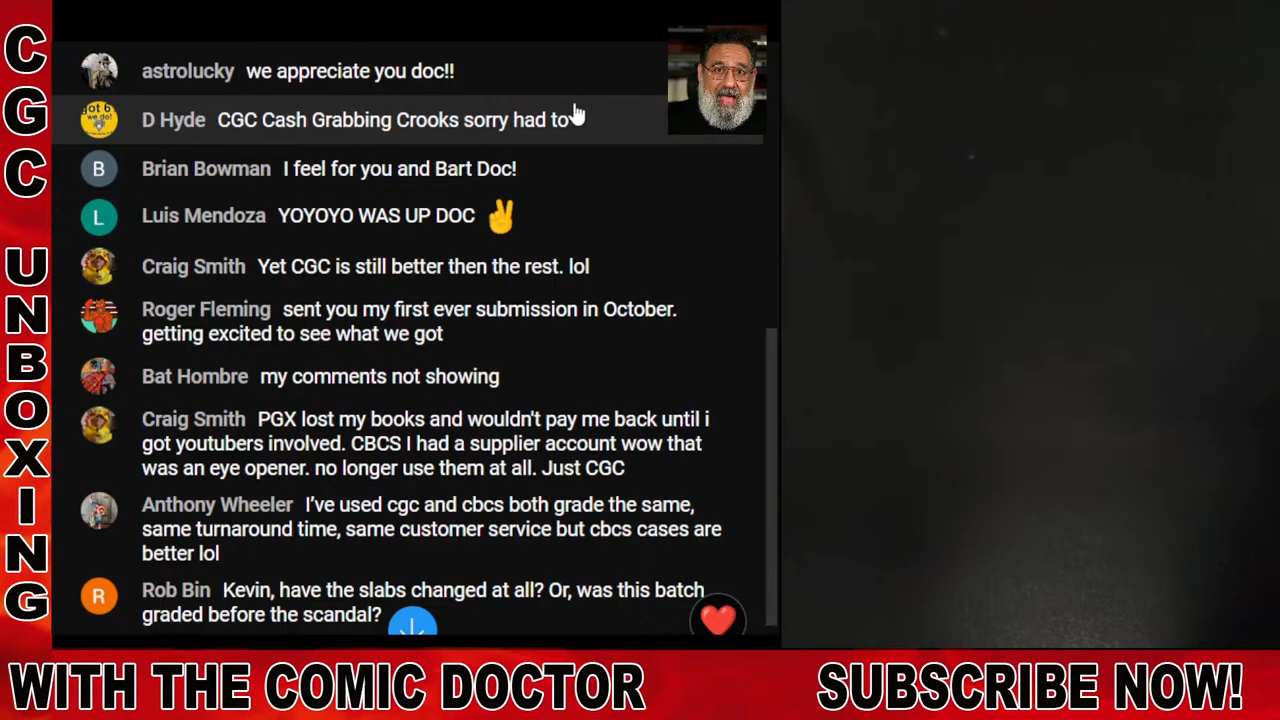 CGC UNBOXING
astrolucky we appreciate you doc!!
D Hyde CGC Cash Grabbing Crooks sorry had to
Brian Bowman I feel for you and Bart Doc!
Luis Mendoza YOYOYO WAS UP DOC ✌
Craig Smith Yet CGC is still better then the rest. lol
Roger Fleming sent you my first ever submission in October.
getting excited to see what we got
Bat Hombre my comments not showing
Craig Smith PGX lost my books and wouldn't pay me back until i
got youtubers involved. CBCS I had a supplier account wow that
was an eye opener. no longer use them at all. Just CGC
Anthony Wheeler I've used cgc and cbcs both grade the same,
same turnaround time, same customer service but cbcs cases are
better lol
B
L
R
Rob Bin Kevin, have the slabs changed at all? Or, was this batch
graded before the scandal?
WITH THE COMIC DOCTOR
SUBSCRIBE NOW!